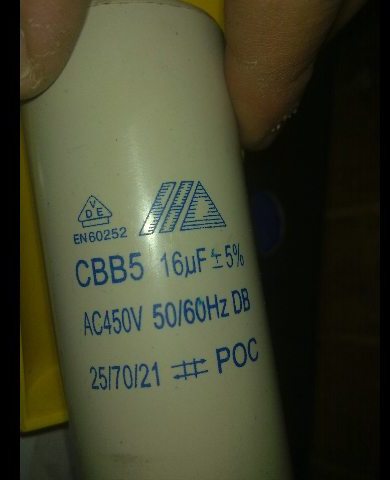 VDE
EN60252
CBB5 16µF ± 5%
AC450V 50/60Hz DB
25/70/21 POC